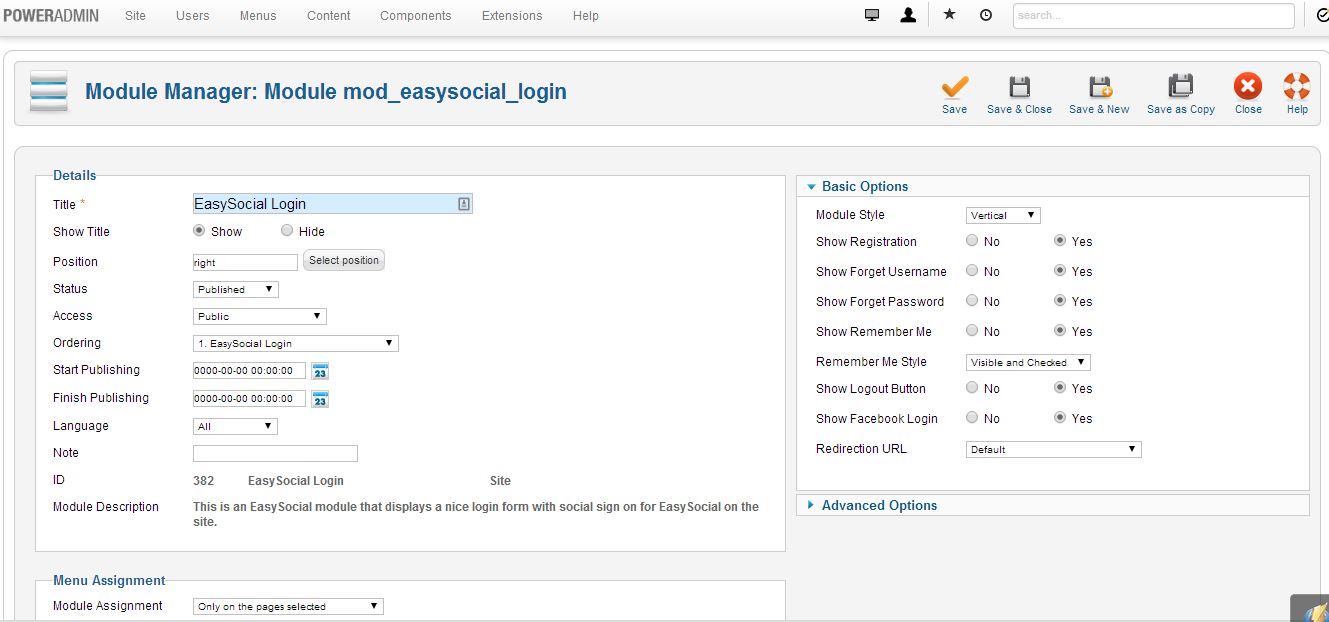 POWERADMIN Site Users Menus Content Components Extensions Help search...
Module Manager: Module mod_easysocial_login
Save Save & Close Save & New Save as Copy Close Help
Details
Title * EasySocial Login
Show Title Show Hide
Position right Select position
Status Published
Access Public
Ordering 1. EasySocial Login
Start Publishing 0000-00-00 00:00:00 23
Finish Publishing 0000-00-00 00:00:00 23
Language All
Note
ID 382 EasySocial Login Site
Module Description This is an EasySocial module that displays a nice login form with social sign on for EasySocial on the
site.
Menu Assignment
Module Assignment Only on the pages selected
Basic Options
Module Style Vertical
Show Registration No Yes
Show Forget Username No Yes
Show Forget Password No Yes
Show Remember Me No Yes
Remember Me Style Visible and Checked
Show Logout Button No Yes
Show Facebook Login No Yes
Redirection URL Default
Advanced Options